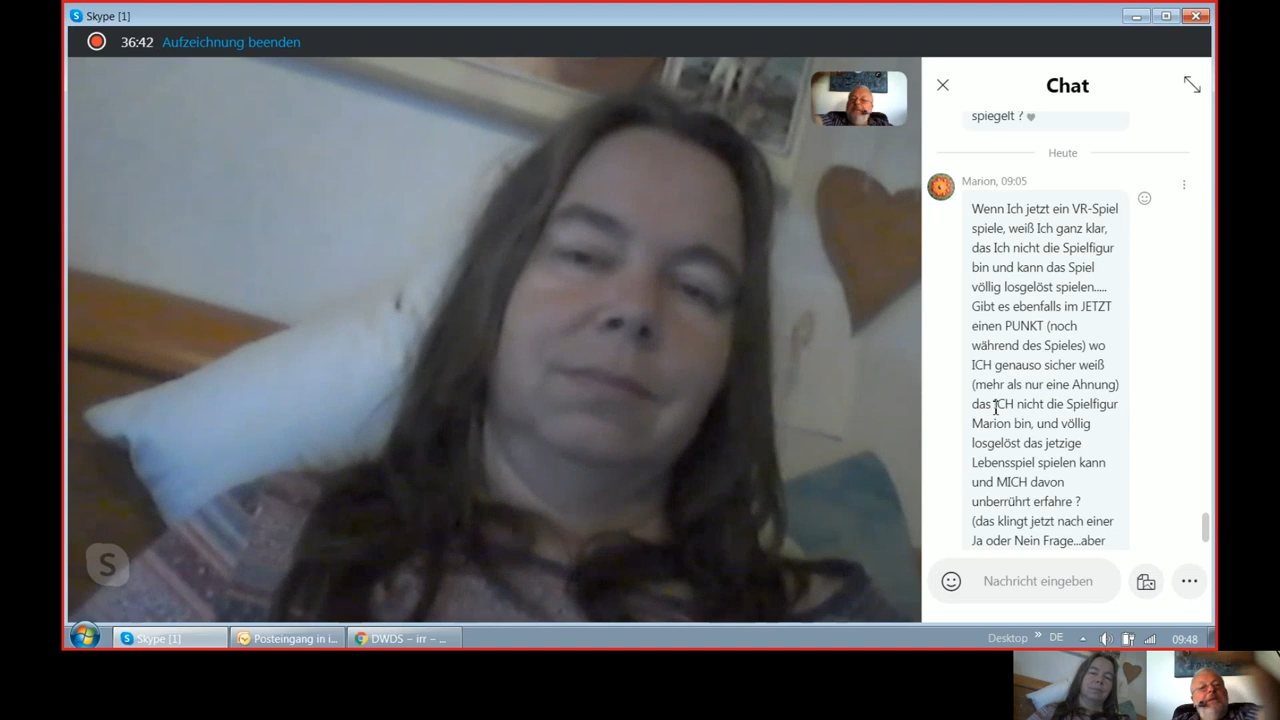 Skype [1]
36:42 Aufzeichnung beenden
Chat
spiegelt ?
Heute
Marion, 09:05
Wenn Ich jetzt ein VR-Spiel
spiele, weiß Ich ganz klar,
das Ich nicht die Spielfigur
bin und kann das Spiel
völlig losgelöst spielen.....
Gibt es ebenfalls im JETZT
einen PUNKT (noch
während des Spieles) wo
ICH genauso sicher weiß
(mehr als nur eine Ahnung)
das ICH nicht die Spielfigur
Marion bin, und völlig
losgelöst das jetzige
Lebensspiel spielen kann
und MICH davon
unberrührt erfahre ?
(das klingt jetzt nach einer
Ja oder Nein Frage...aber
Nachricht eingeben
S
Skype [1]
Posteingang in i...
DWDS – irr – ...
Desktop » DE 09:48